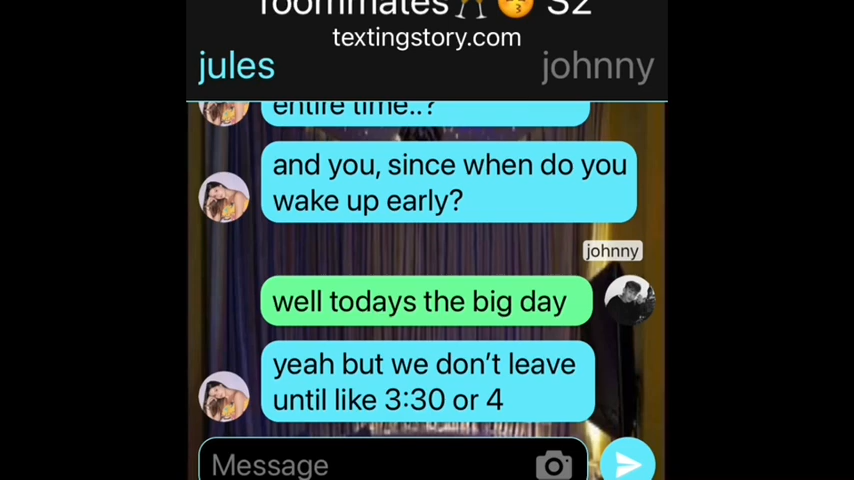 roommates🥂😚 S2
textingstory.com
jules
johnny
entire time..?
and you, since when do you
wake up early?
johnny
well todays the big day
yeah but we don't leave
until like 3:30 or 4
Message